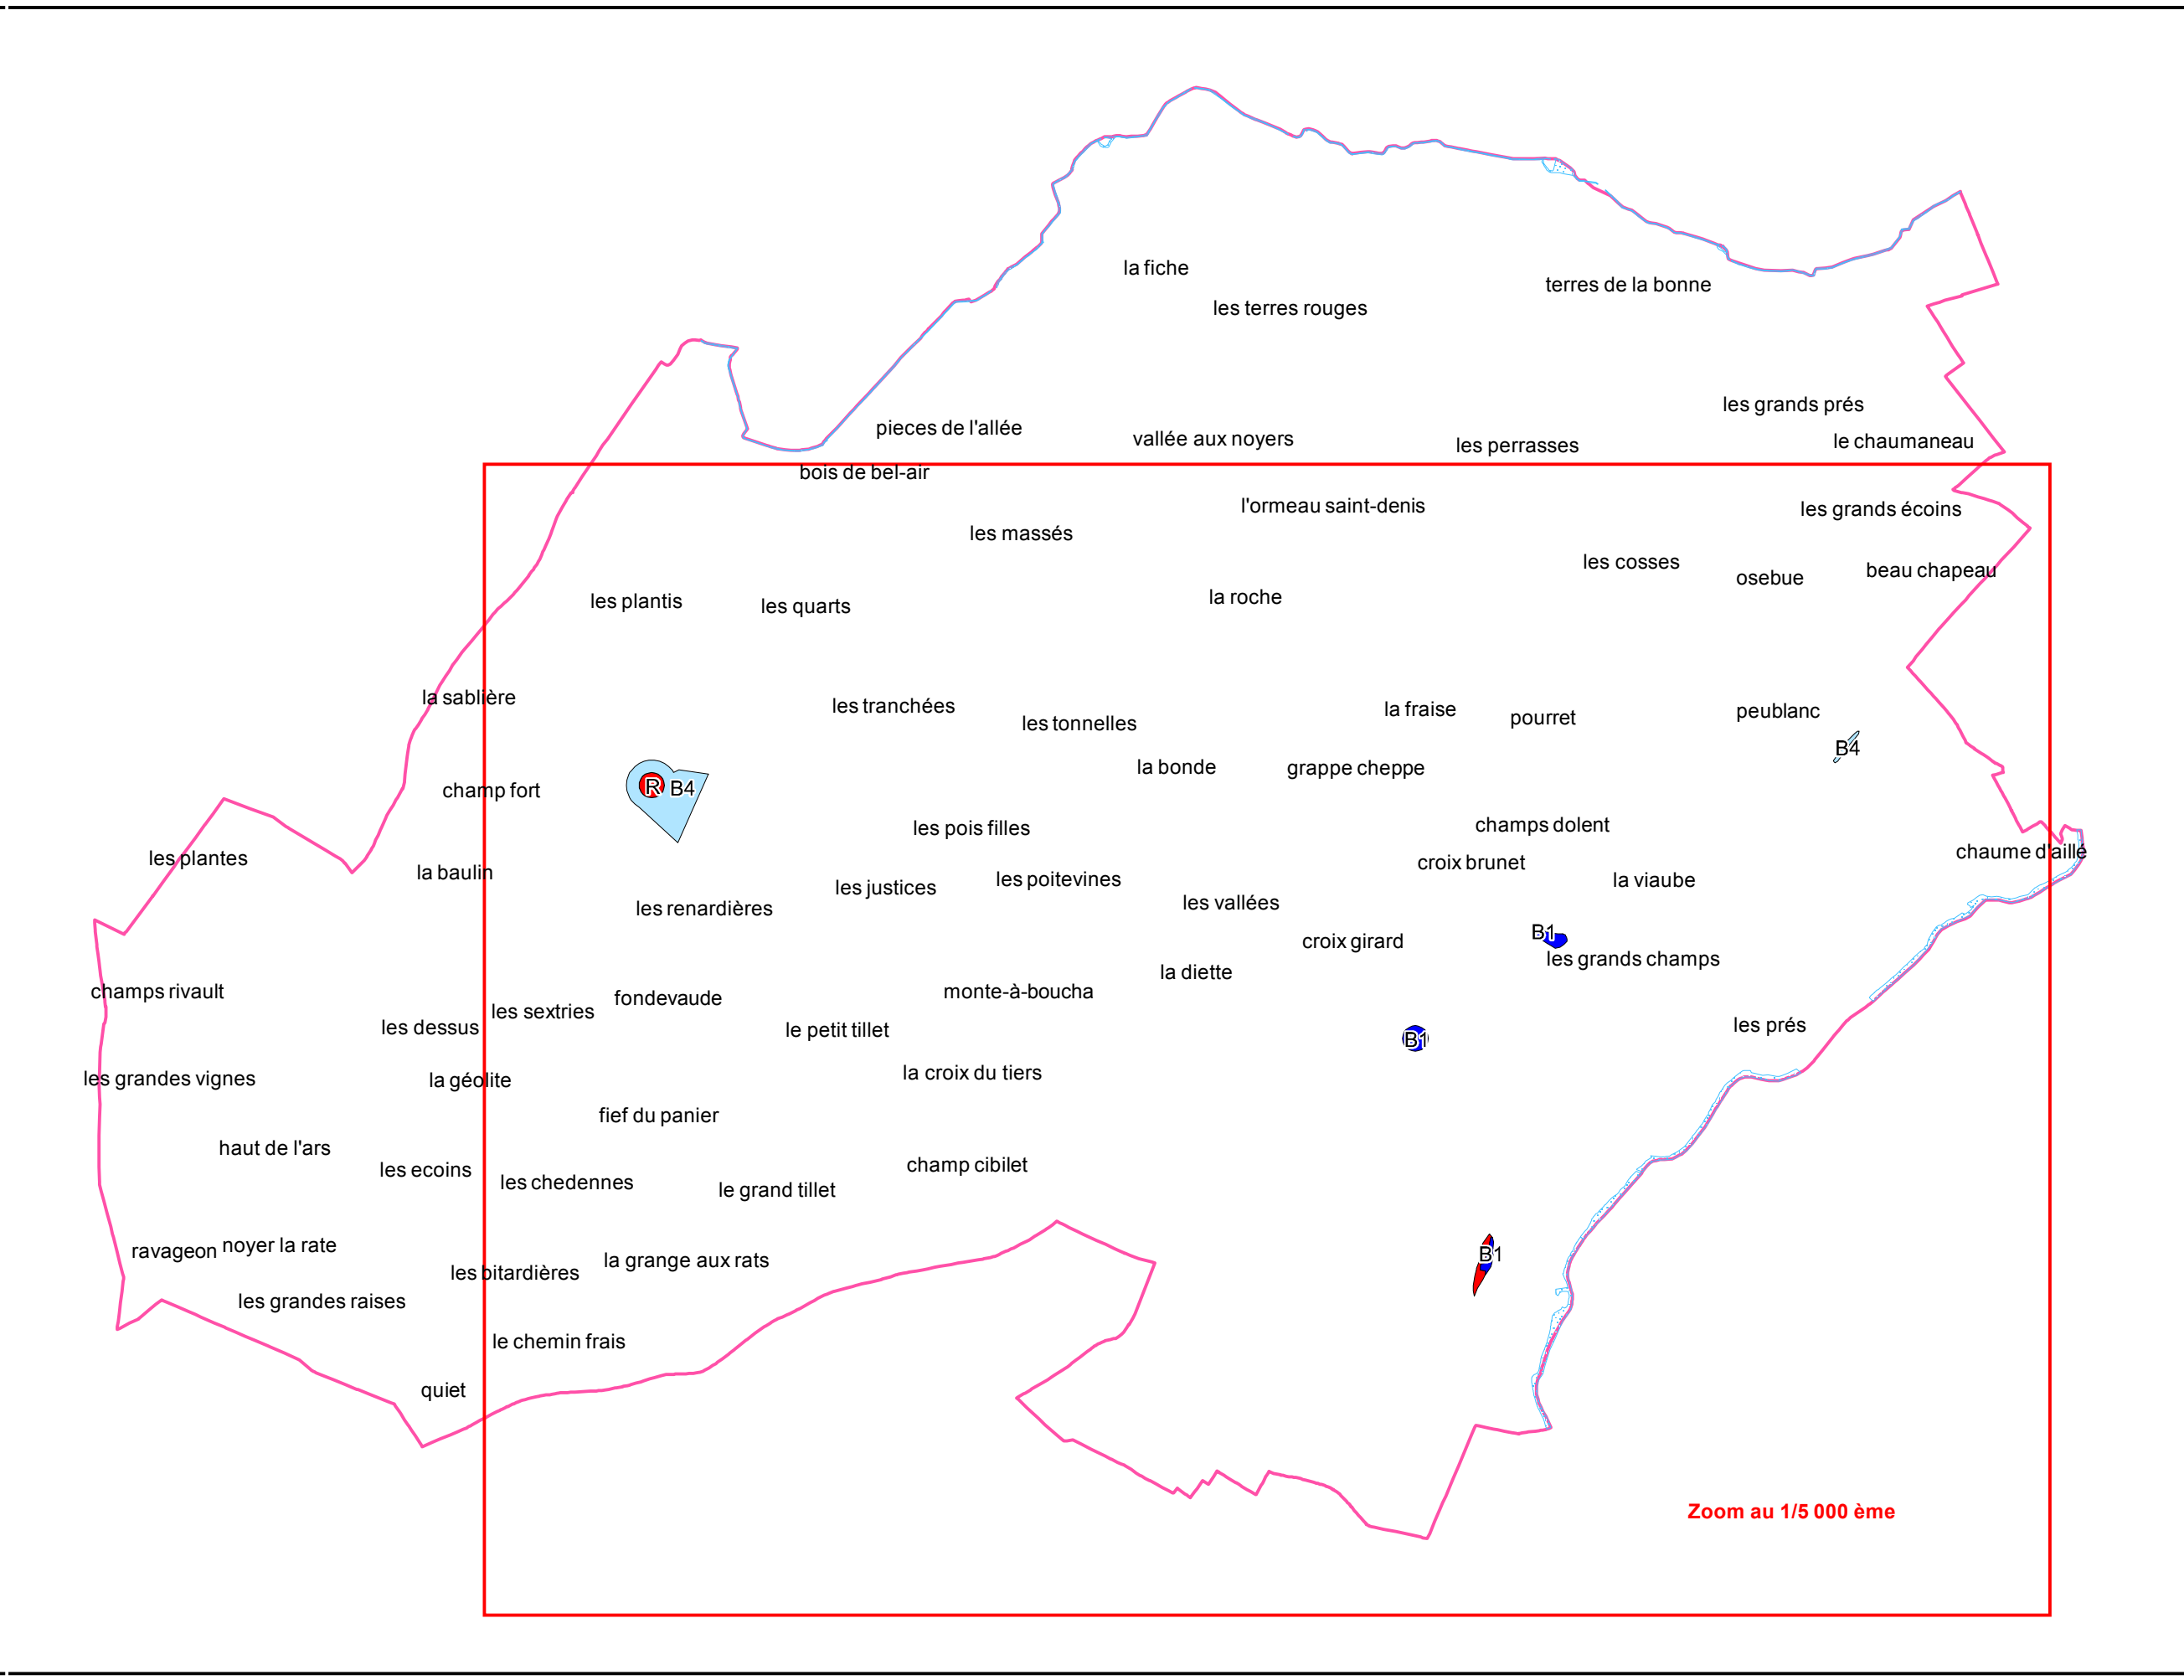 la fiche
terres de la bonne
les terres rouges
les grands prés
pieces de l'allée
vallée aux noyers
les perrasses
le chaumaneau
bois de bel-air
l'ormeau saint-denis
les grands écoins
les massés
les cosses
osebue
beau chapeau
les plantis
les quarts
la roche
la sablière
les tranchées
les tonnelles
la fraise
pourret
peublanc
B4
la bonde
grappe cheppe
champ fort
R
B4
les pois filles
champs dolent
les plantes
la baulin
croix brunet
chaume d'aillé
les justices
les poitevines
la viaube
les renardières
les vallées
croix girard
B1
les grands champs
la diette
champs rivault
les sextries
fondevaude
monte-à-boucha
les dessus
le petit tillet
B1
les prés
les grandes vignes
la géolite
la croix du tiers
fief du panier
haut de l'ars
les ecoins
les chedennes
le grand tillet
champ cibilet
ravageon
noyer la rate
la grange aux rats
B1
les bitardières
les grandes raises
le chemin frais
quiet
Zoom au 1/5 000 ème